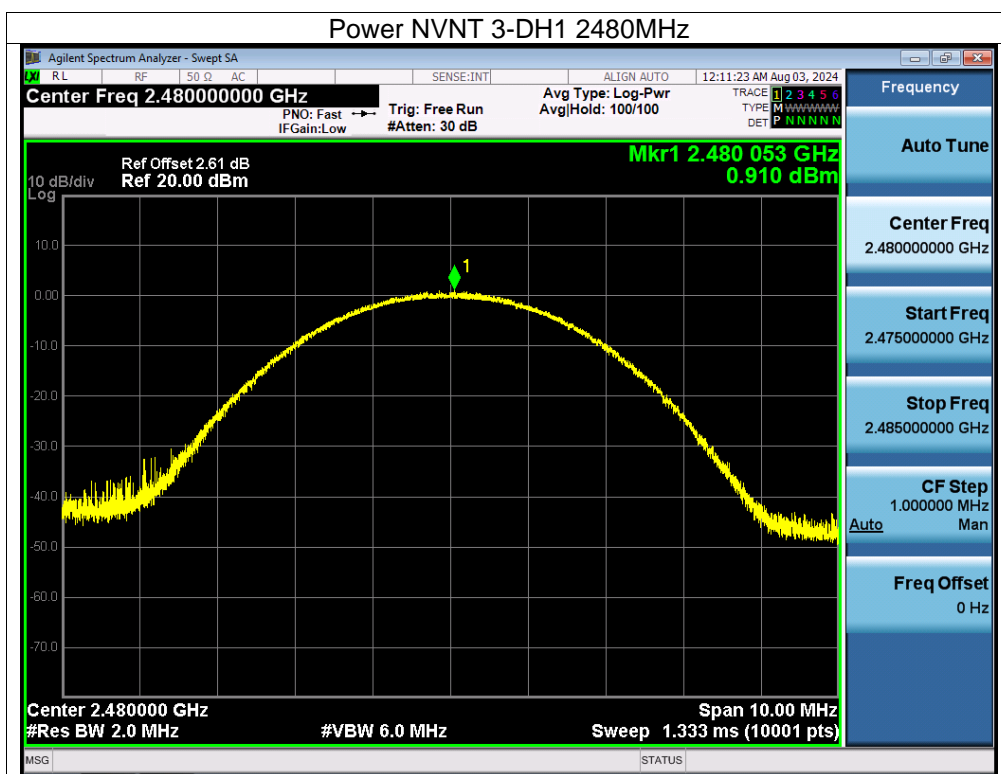 Power NVNT 3-DH1 2480MHz
Agilent Spectrum Analyzer - Swept SA
LXI RL RF 50 Ω AC SENSE:INT ALIGN AUTO 12:11:23 AM Aug 03, 2024
Center Freq 2.480000000 GHz
PNO: Fast
IFGain:Low
Trig: Free Run
#Atten: 30 dB
Avg Type: Log-Pwr
Avg|Hold: 100/100
TRACE 1 2 3 4 5 6
TYPE M WWWWW
DET P N N N N N
Ref Offset 2.61 dB
10 dB/div Ref 20.00 dBm
Log
Mkr1 2.480 053 GHz
0.910 dBm
1
10.0
0.00
-10.0
-20.0
-30.0
-40.0
-50.0
-60.0
-70.0
Center 2.480000 GHz Span 10.00 MHz
#Res BW 2.0 MHz #VBW 6.0 MHz Sweep 1.333 ms (10001 pts)
MSG STATUS
Frequency
Auto Tune
Center Freq
2.480000000 GHz
Start Freq
2.475000000 GHz
Stop Freq
2.485000000 GHz
CF Step
1.000000 MHz
Auto Man
Freq Offset
0 Hz